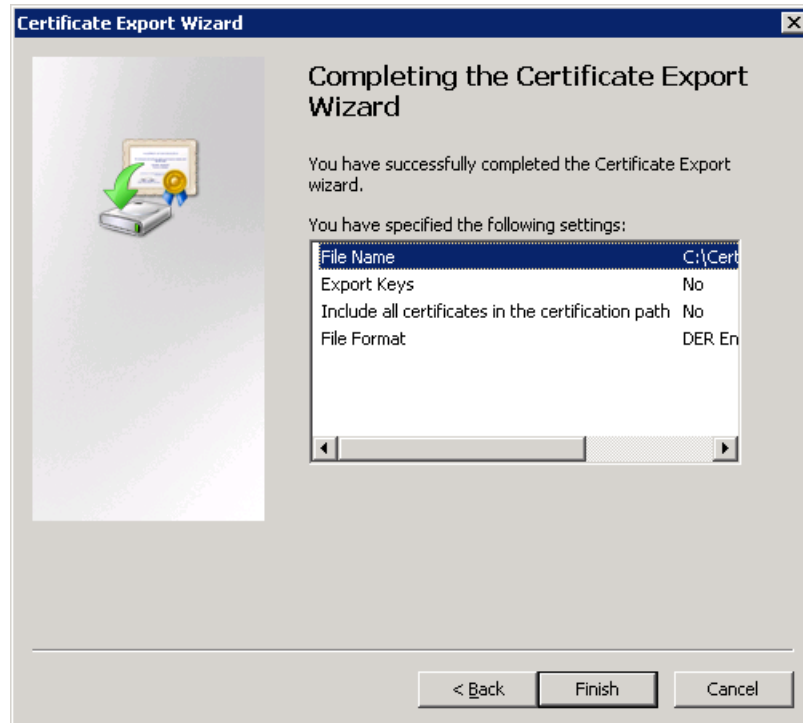 Certificate Export Wizard
Completing the Certificate Export
Wizard
You have successfully completed the Certificate Export
wizard.
You have specified the following settings:
File Name C:\Cert
Export Keys No
Include all certificates in the certification path No
File Format DER En
< Back Finish Cancel